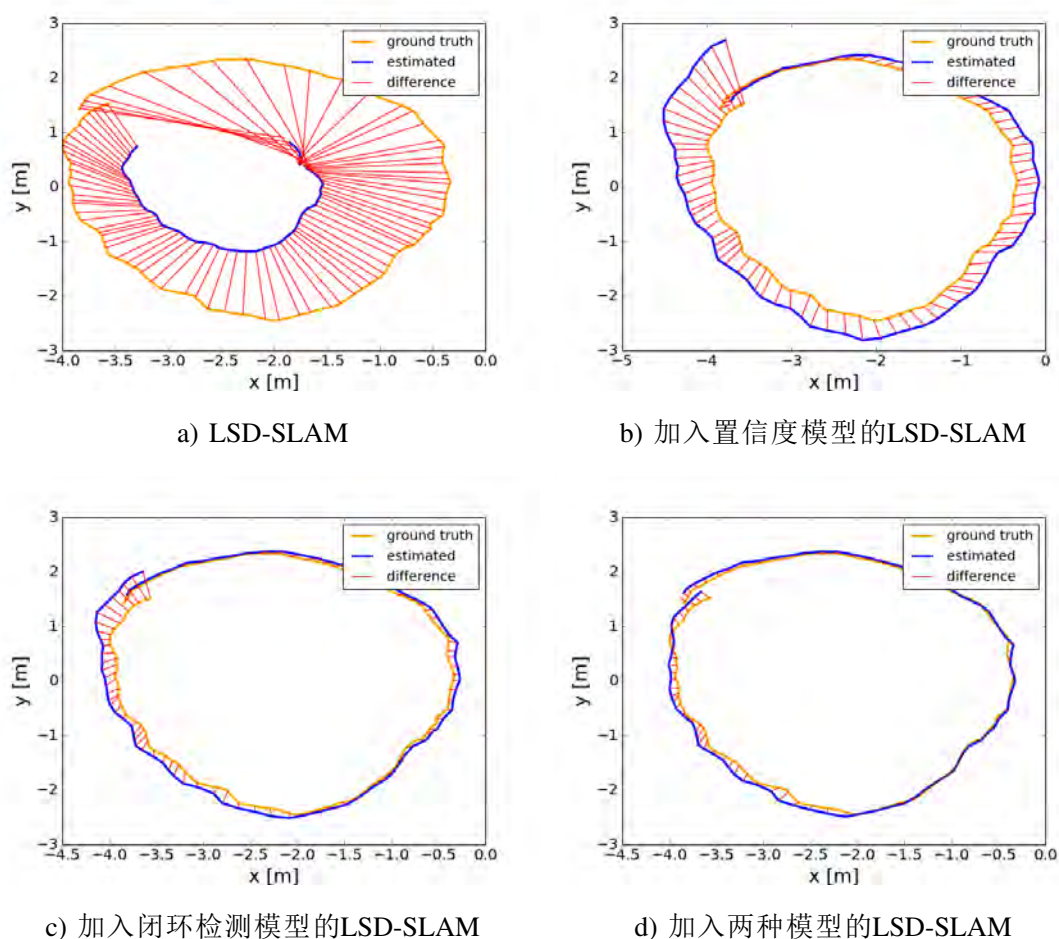 3
2
1
0
−1
−2
−3
y [m]
−4.0 −3.5 −3.0 −2.5 −2.0 −1.5 −1.0 −0.5 0.0
x [m]
ground truth
estimated
difference
a) LSD-SLAM
3
2
1
0
−1
−2
−3
y [m]
−5 −4 −3 −2 −1 0
x [m]
ground truth
estimated
difference
b) 加入置信度模型的LSD-SLAM
3
2
1
0
−1
−2
−3
y [m]
−4.5 −4.0 −3.5 −3.0 −2.5 −2.0 −1.5 −1.0 −0.5 0.0
x [m]
ground truth
estimated
difference
c) 加入闭环检测模型的LSD-SLAM
3
2
1
0
−1
−2
−3
y [m]
−4.5 −4.0 −3.5 −3.0 −2.5 −2.0 −1.5 −1.0 −0.5 0.0
x [m]
ground truth
estimated
difference
d) 加入两种模型的LSD-SLAM